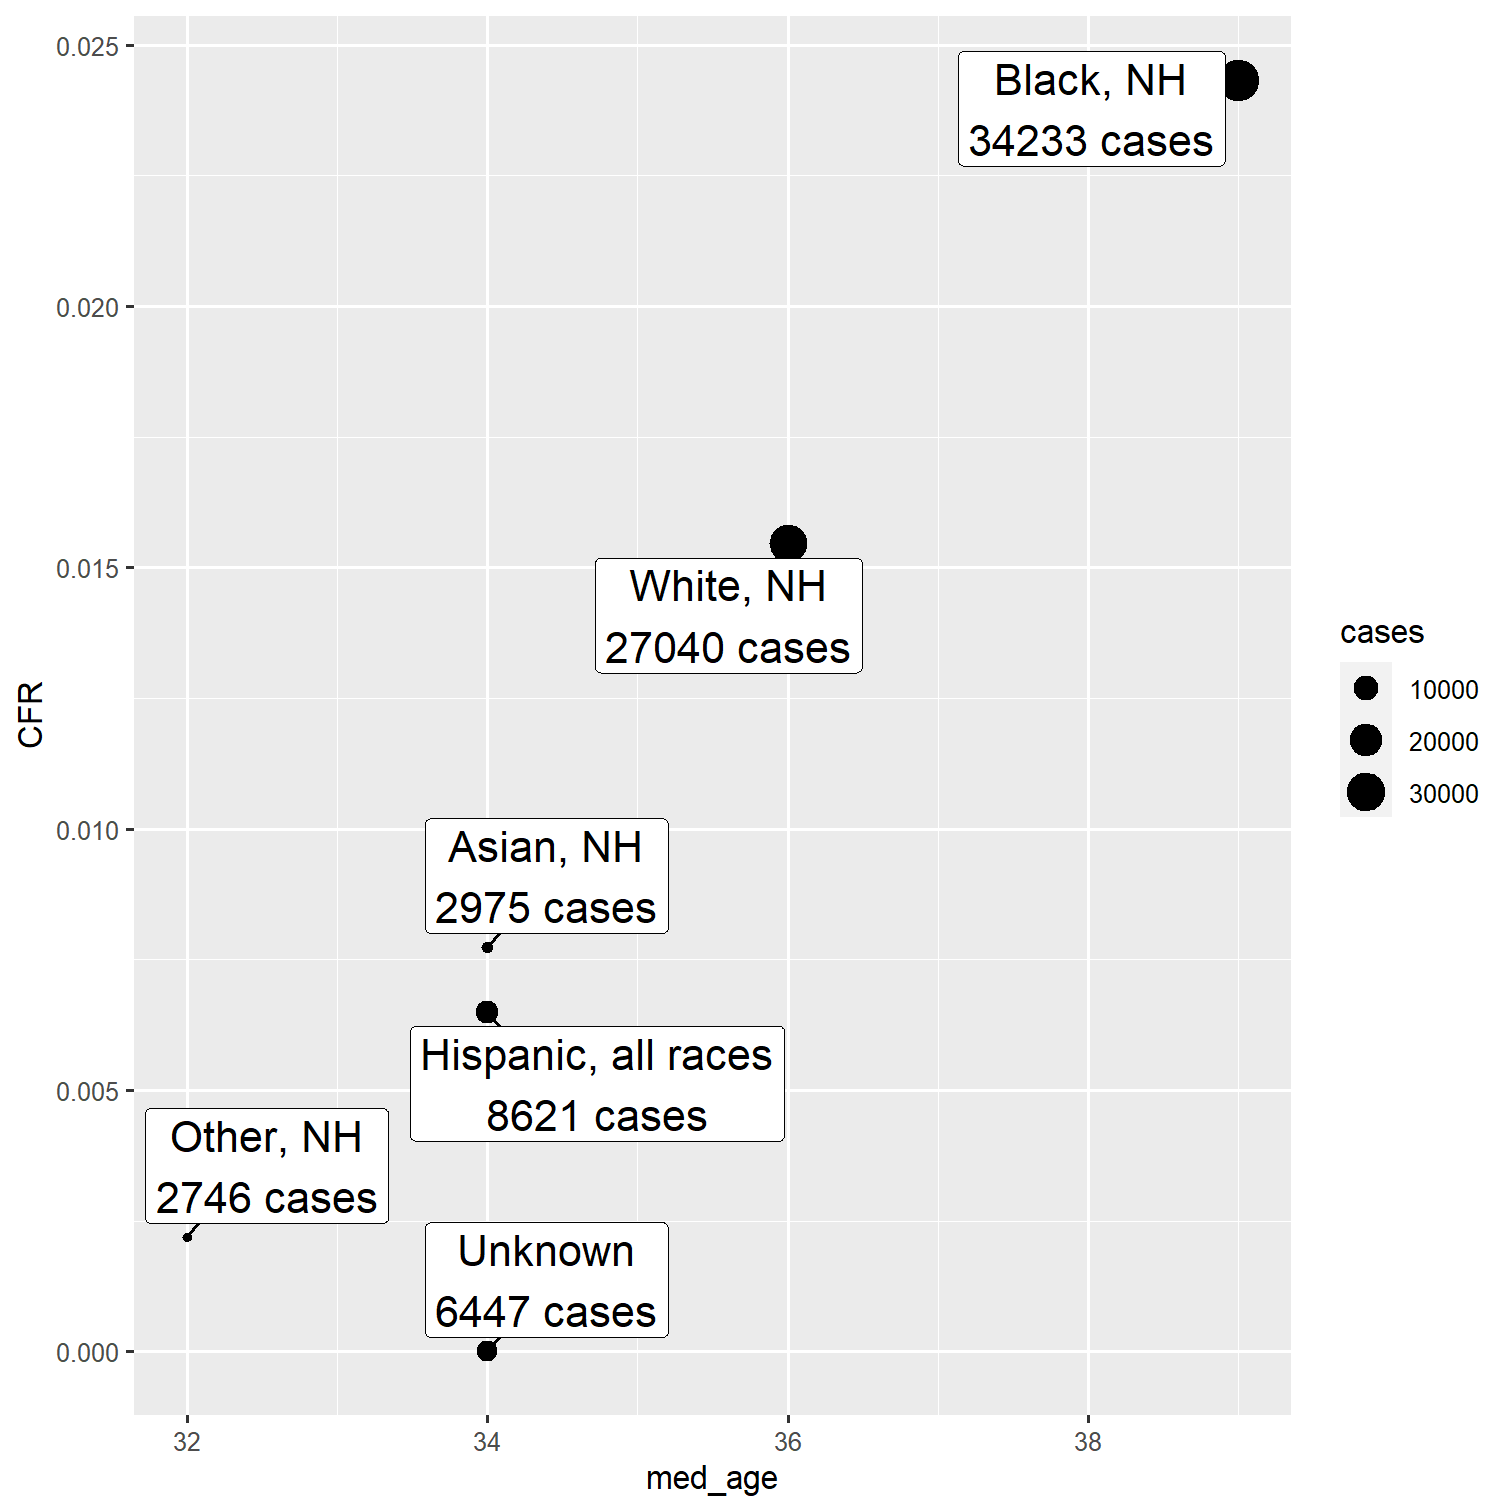 0.025
0.020
0.015
0.010
0.005
0.000
CFR
Black, NH
34233 cases
White, NH
27040 cases
Asian, NH
2975 cases
Hispanic, all races
8621 cases
Other, NH
2746 cases
Unknown
6447 cases
32 34 36 38
med_age
cases
10000
20000
30000